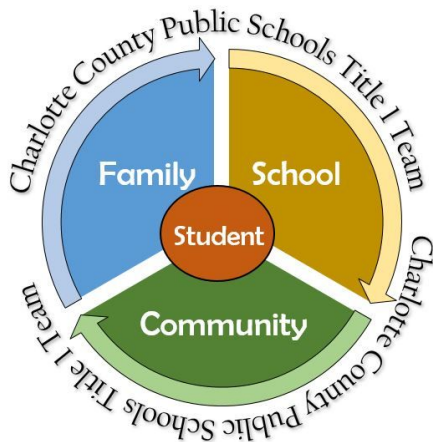 Charlotte County Public Schools Title I Team
Family
School
Student
Community
Charlotte County Public Schools Title I Team